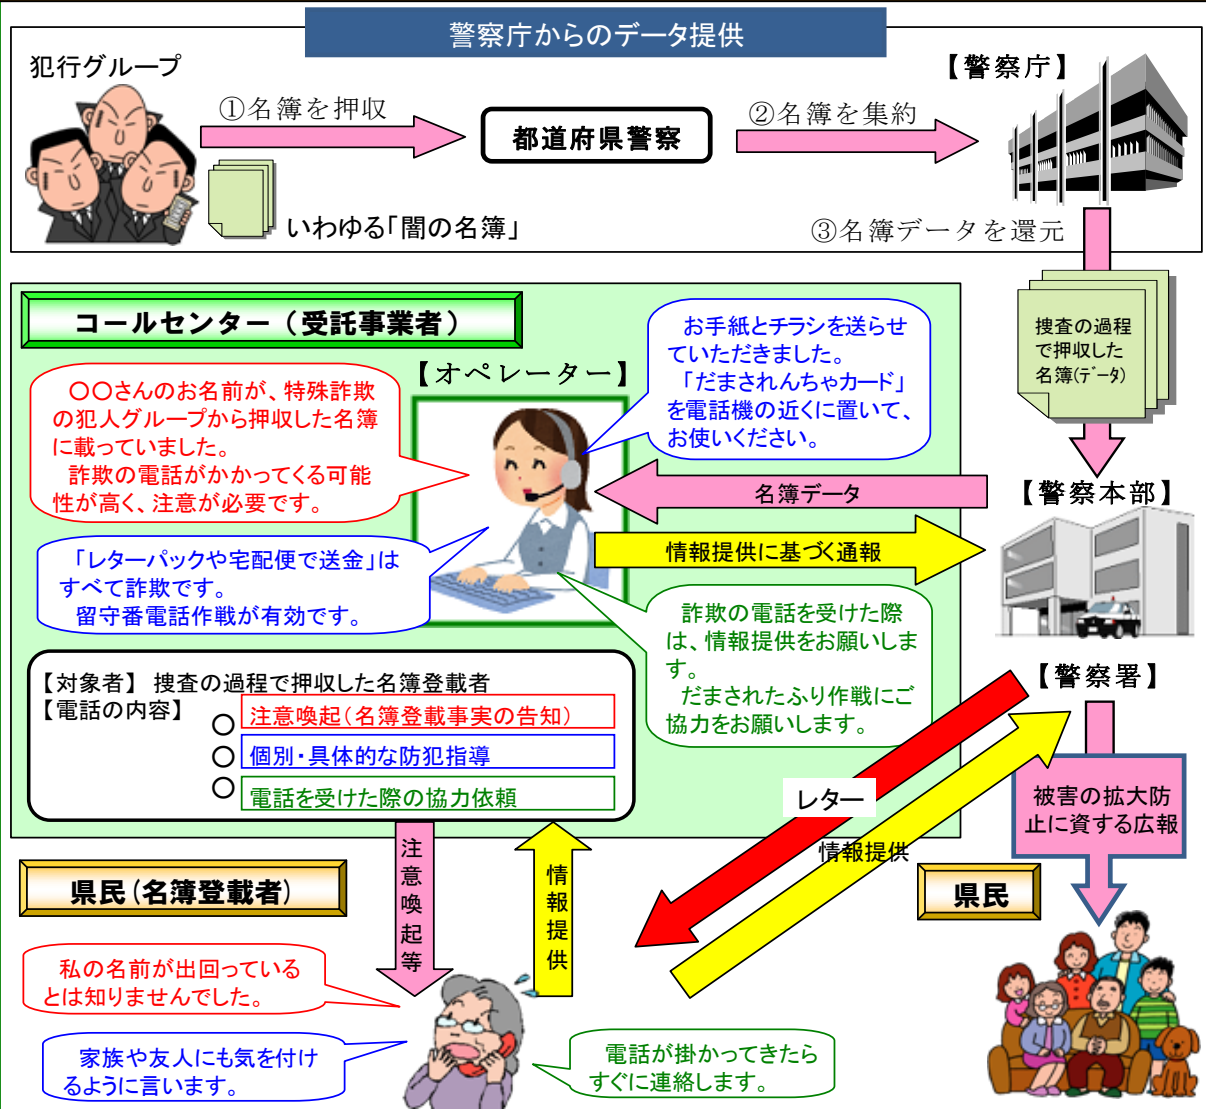 警察庁からのデータ提供
犯行グループ
①名簿を押収
都道府県警察
②名簿を集約
【警察庁】
いわゆる「闇の名簿」
③名簿データを還元
捜査の過程
で押収した
名簿(ﾃﾞｰﾀ)
コールセンター（受託事業者）
【オペレーター】
〇〇さんのお名前が、特殊詐欺
の犯人グループから押収した名簿
に載っていました。
詐欺の電話がかかってくる可能
性が高く、注意が必要です。
お手紙とチラシを送らせ
ていただきました。
「だまされんちゃカード」
を電話機の近くに置いて、
お使いください。
「レターパックや宅配便で送金」は
すべて詐欺です。
留守番電話作戦が有効です。
名簿データ
情報提供に基づく通報
【警察本部】
詐欺の電話を受けた際
は、情報提供をお願いしま
す。
だまされたふり作戦にご
協力をお願いします。
【対象者】 捜査の過程で押収した名簿登載者
【電話の内容】
〇 注意喚起（名簿登載事実の告知）
〇 個別・具体的な防犯指導
〇 電話を受けた際の協力依頼
【警察署】
レター
情報提供
被害の拡大防
止に資する広報
注意喚起等
情報提供
県民（名簿登載者）
県民
私の名前が出回っている
とは知りませんでした。
家族や友人にも気を付け
るように言います。
電話が掛かってきたら
すぐに連絡します。